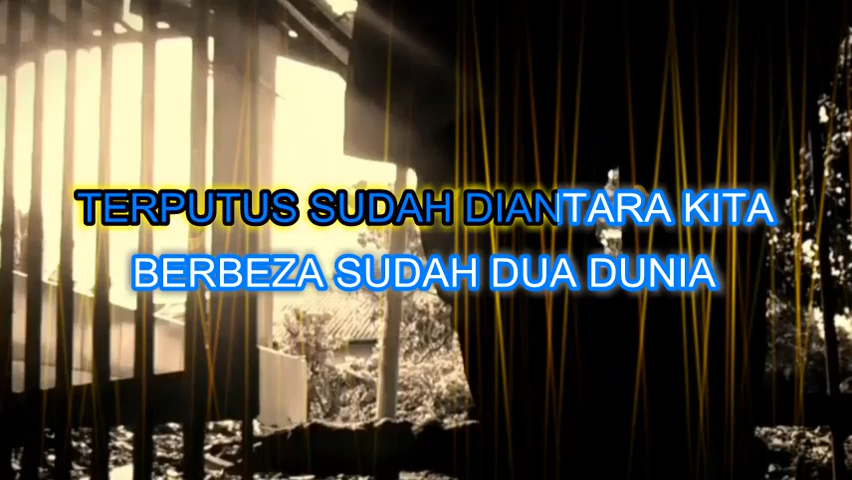 TERPUTUS SUDAH DIANTARA KITA
BERBEZA SUDAH DUA DUNIA